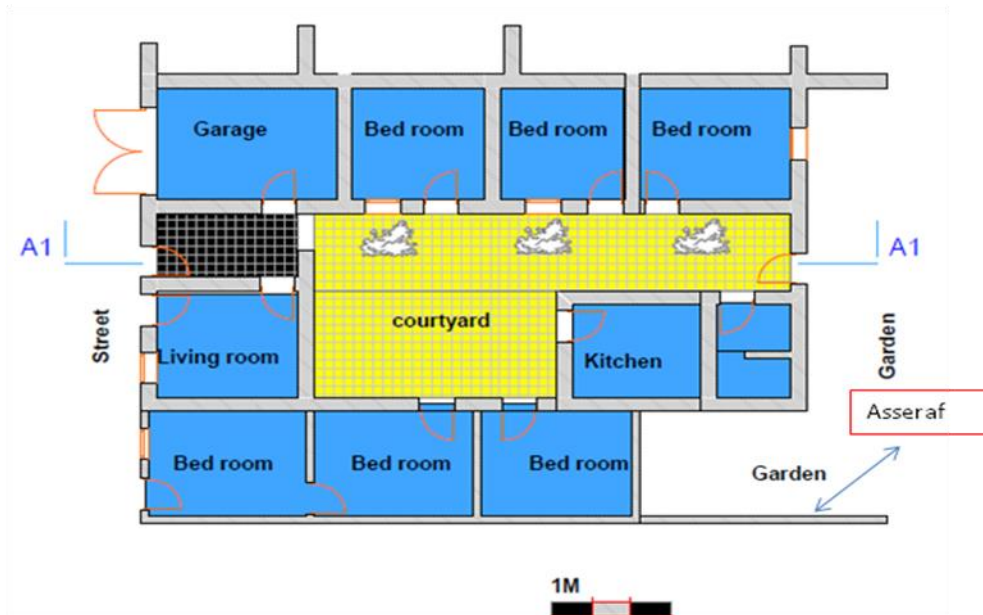 Garage
Bed room
Bed room
Bed room
A1
A1
courtyard
Street
Living room
Kitchen
Garden
Asseraf
Bed room
Bed room
Bed room
Garden
1M